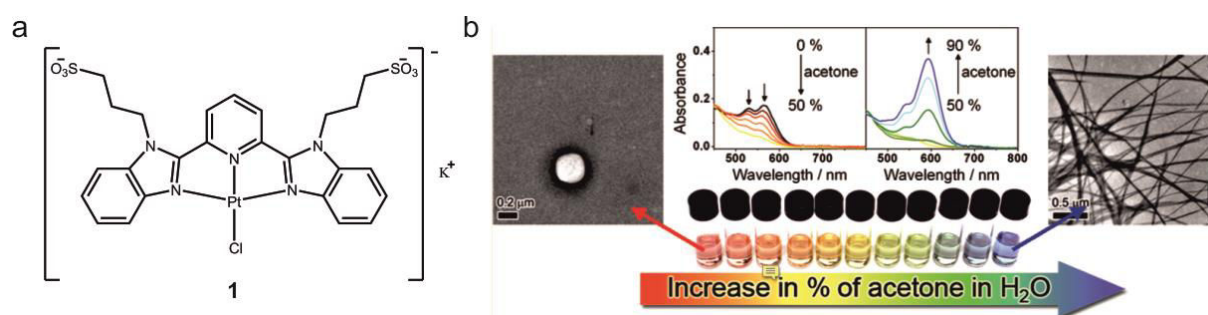 a
O₃S
SO₃
N
N
N
N
N
Pt
Cl
K⁺
1
b
0.2 µm
Absorbance
0.4
0.2
0.0
0 %
acetone
50 %
500
600
700
Wavelength / nm
90 %
acetone
50 %
500
600
700
800
Wavelength / nm
0.5 µm
Increase in % of acetone in H₂O